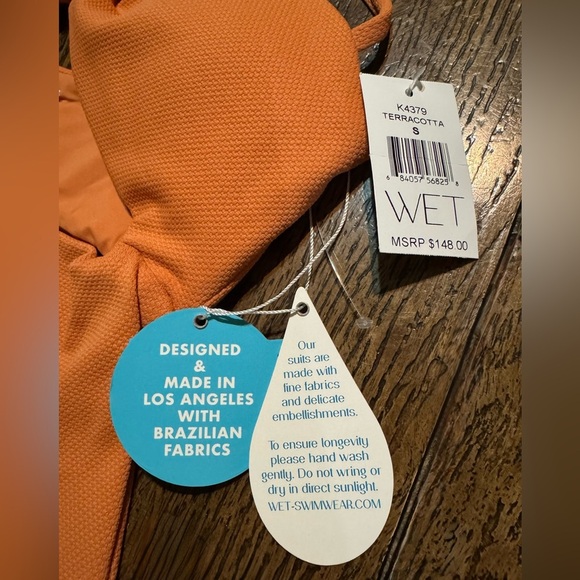 K4379
TERRACOTTA
S
6 84057 56825 8
WET
MSRP $148.00
DESIGNED
&
MADE IN
LOS ANGELES
WITH
BRAZILIAN
FABRICS
Our
suits are
made with
fine fabrics
and delicate
embellishments.
To ensure longevity
please hand wash
gently. Do not wring or
dry in direct sunlight.
WET-SWIMWEAR.COM